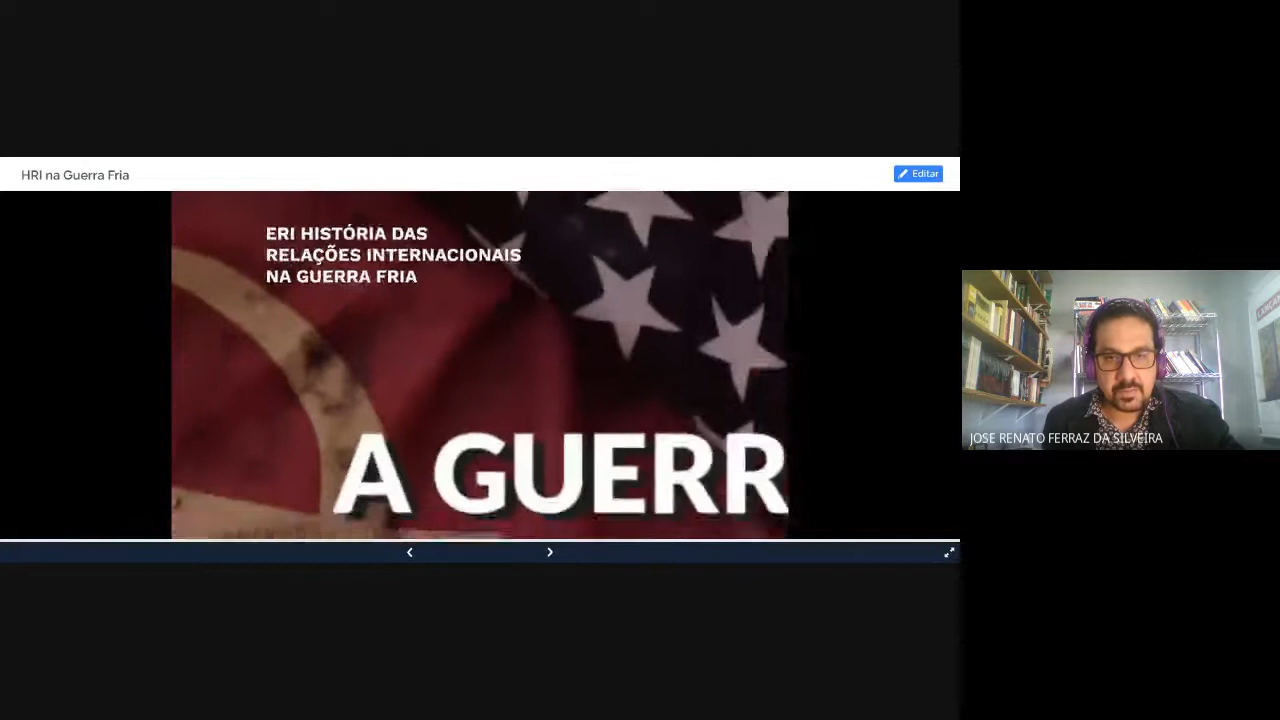 HRI na Guerra Fria
Editar
ERI HISTÓRIA DAS
RELAÇÕES INTERNACIONAIS
NA GUERRA FRIA
A GUERR
JOSE RENATO FERRAZ DA SILVEIRA